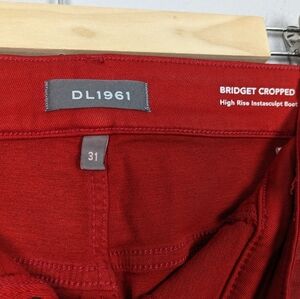 DL1961
BRIDGET CROPPED
High Rise Instasculpt Boot
31